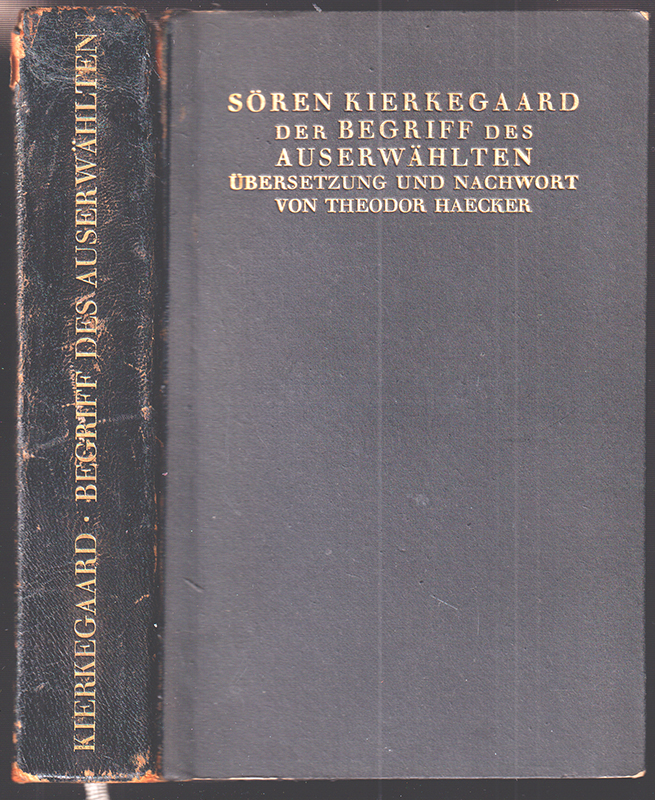 KIERKEGAARD · BEGRIFF DES AUSERWÄHLTEN
SÖREN KIERKEGAARD
DER BEGRIFF DES
AUSERWÄHLTEN
ÜBERSETZUNG UND NACHWORT
VON THEODOR HAECKER